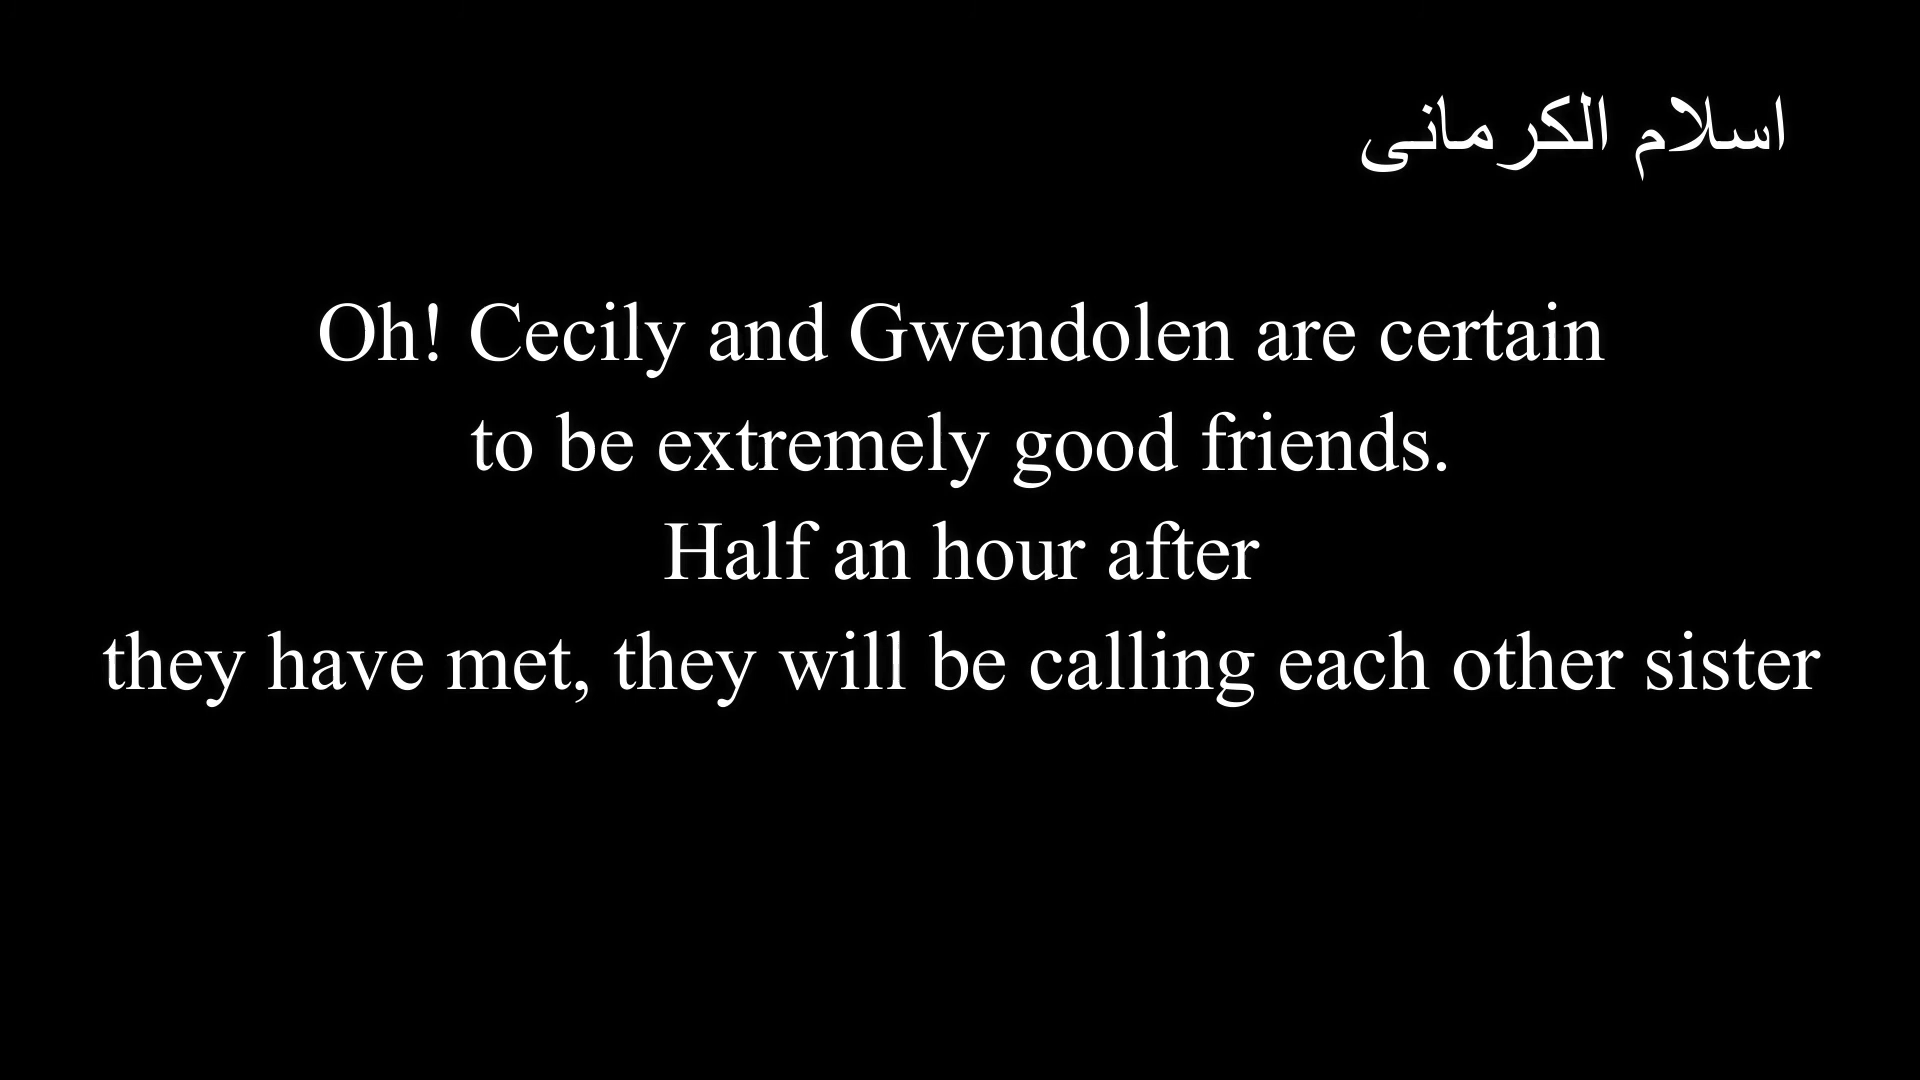 اسلام الكرمانى
Oh! Cecily and Gwendolen are certain
to be extremely good friends.
Half an hour after
they have met, they will be calling each other sister